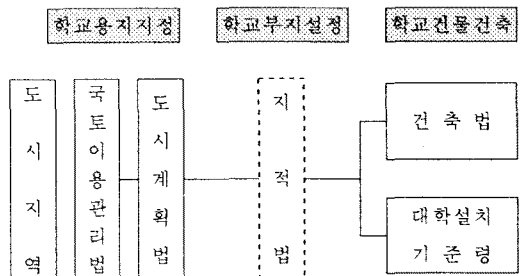 학교용지지정
학교부지설정
학교건물건축
도시지역
국토이용관리법
도시계획법
지적법
건축법
대학설치
기준령